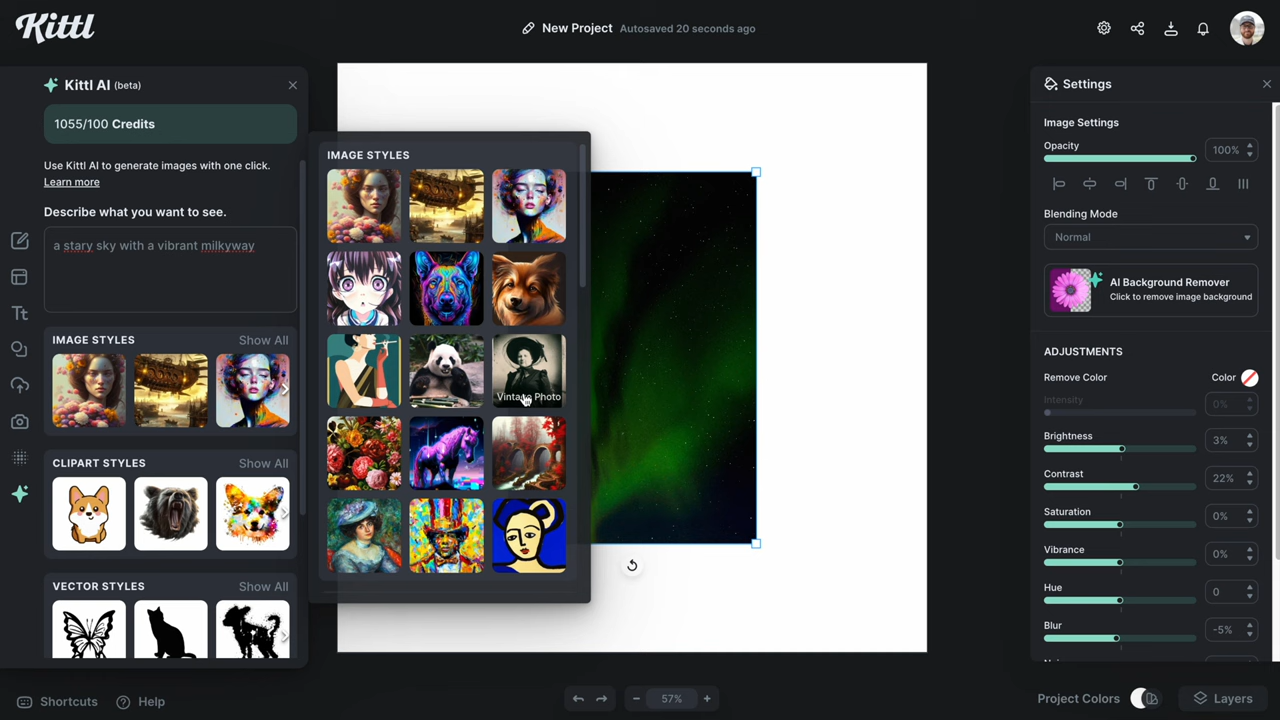 Kittl
New Project Autosaved 20 seconds ago
Kittl AI (beta)
1055/100 Credits
Use Kittl AI to generate images with one click.
Learn more
Describe what you want to see.
a stary sky with a vibrant milkyway
IMAGE STYLES Show All
CLIPART STYLES Show All
VECTOR STYLES Show All
IMAGE STYLES
Vintage Photo
Settings
Image Settings
Opacity
100%
Blending Mode
Normal
AI Background Remover
Click to remove image background
ADJUSTMENTS
Remove Color Color
Intensity
0%
Brightness
3%
Contrast
22%
Saturation
0%
Vibrance
0%
Hue
0
Blur
-5%
Shortcuts Help
57%
Project Colors Layers